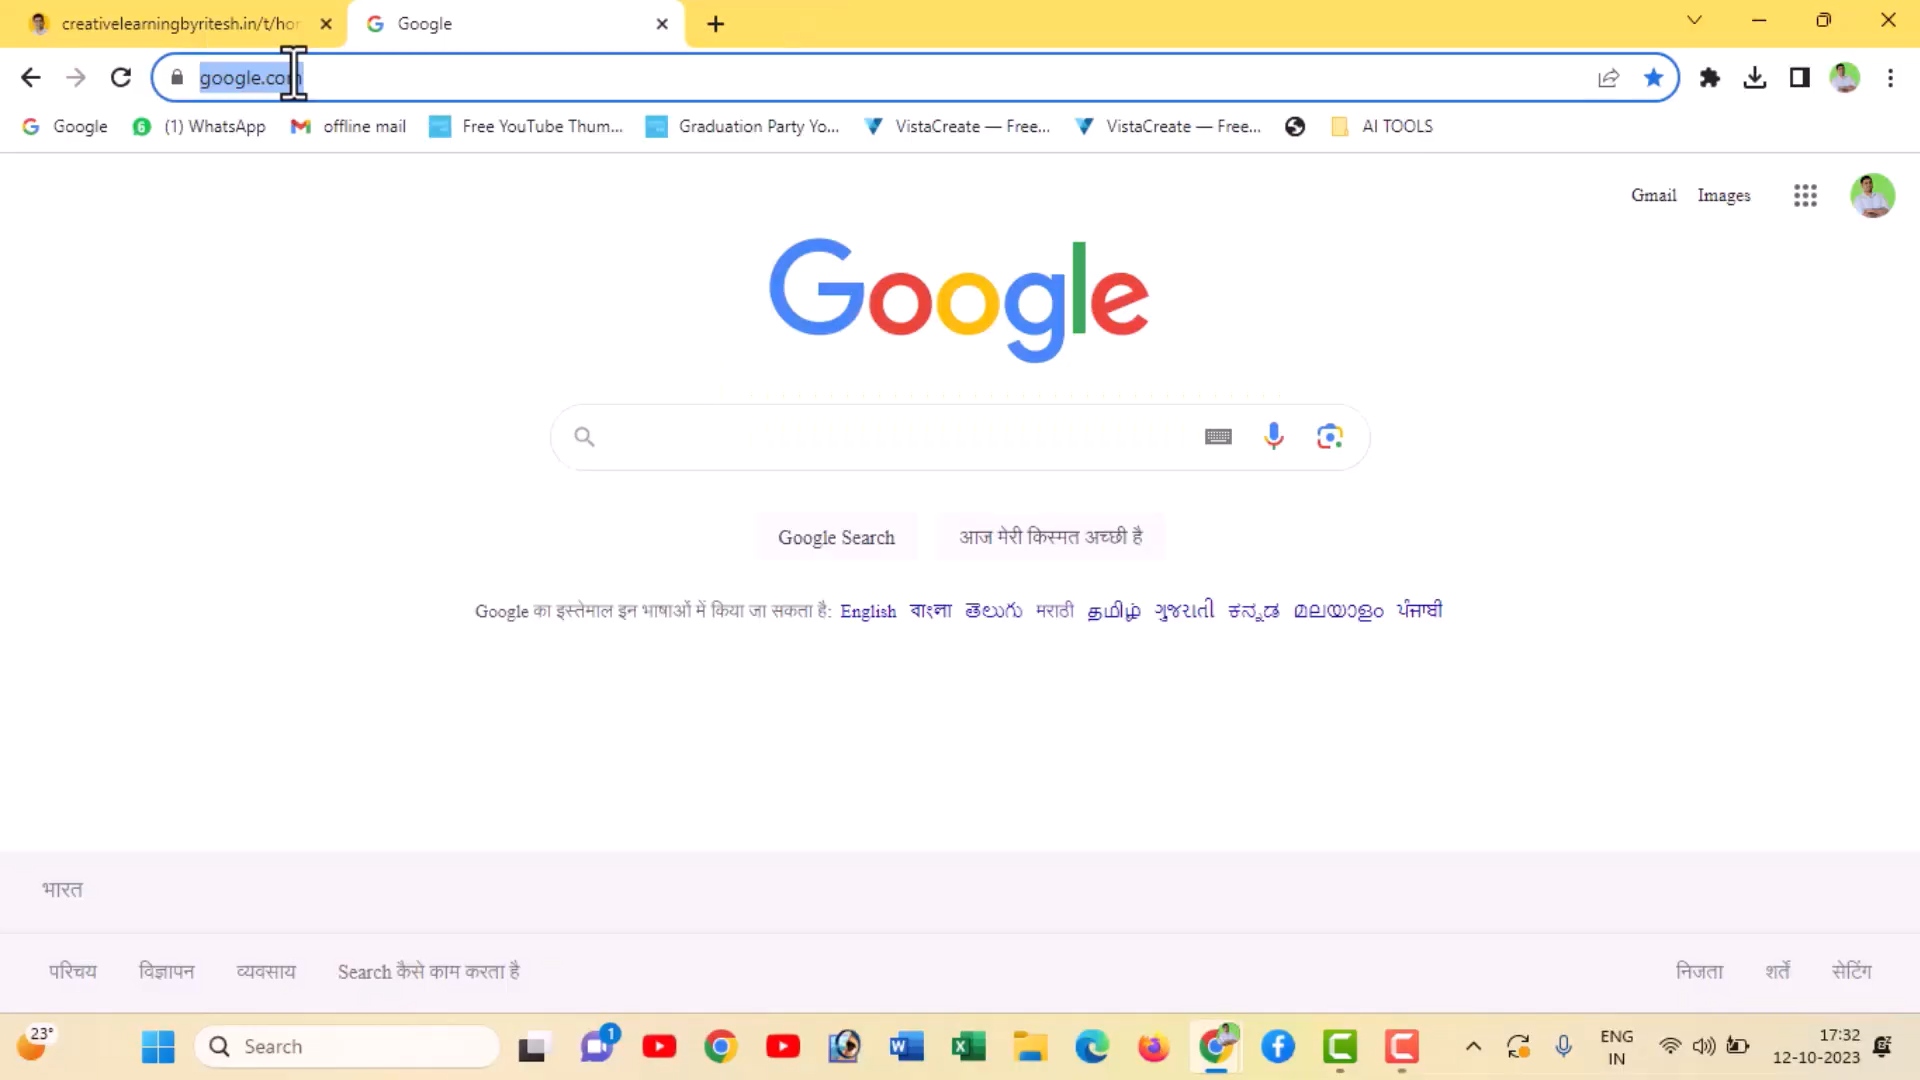 creativelearningbyritesh.in/t/hor Google
google.com
Google (1) WhatsApp offline mail Free YouTube Thum... Graduation Party Yo... VistaCreate — Free... VistaCreate — Free... AI TOOLS
Gmail Images
Google
Google Search आज मेरी किस्मत अच्छी है
Google का इस्तेमाल इन भाषाओं में किया जा सकता है: English বাংলা తెలుగు मराठी தமிழ் ગુજરાતી ಕನ್ನಡ മലയാളം ਪੰਜਾਬੀ
भारत
परिचय विज्ञापन व्यवसाय Search कैसे काम करता है निजता शर्तें सेटिंग
23° Search 1 ENG 17:32
IN 12-10-2023